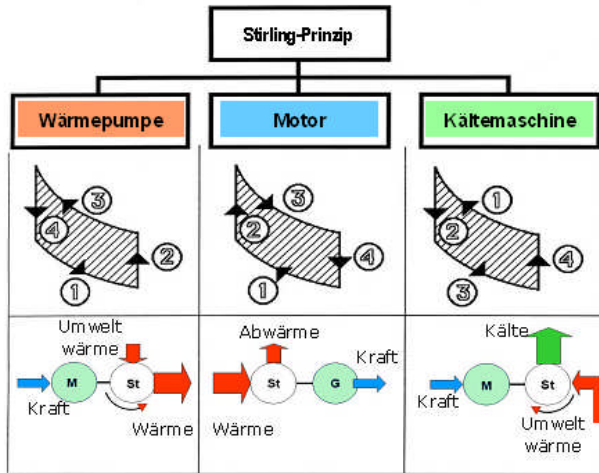 Stirling-Prinzip
Wärmepumpe
Motor
Kältemaschine
3
4
2
1
3
2
4
1
1
2
4
3
Umwelt
wärme
M
St
Kraft
Wärme
Abwärme
Kraft
St
G
Wärme
Kälte
M
St
Kraft
Umwelt
wärme